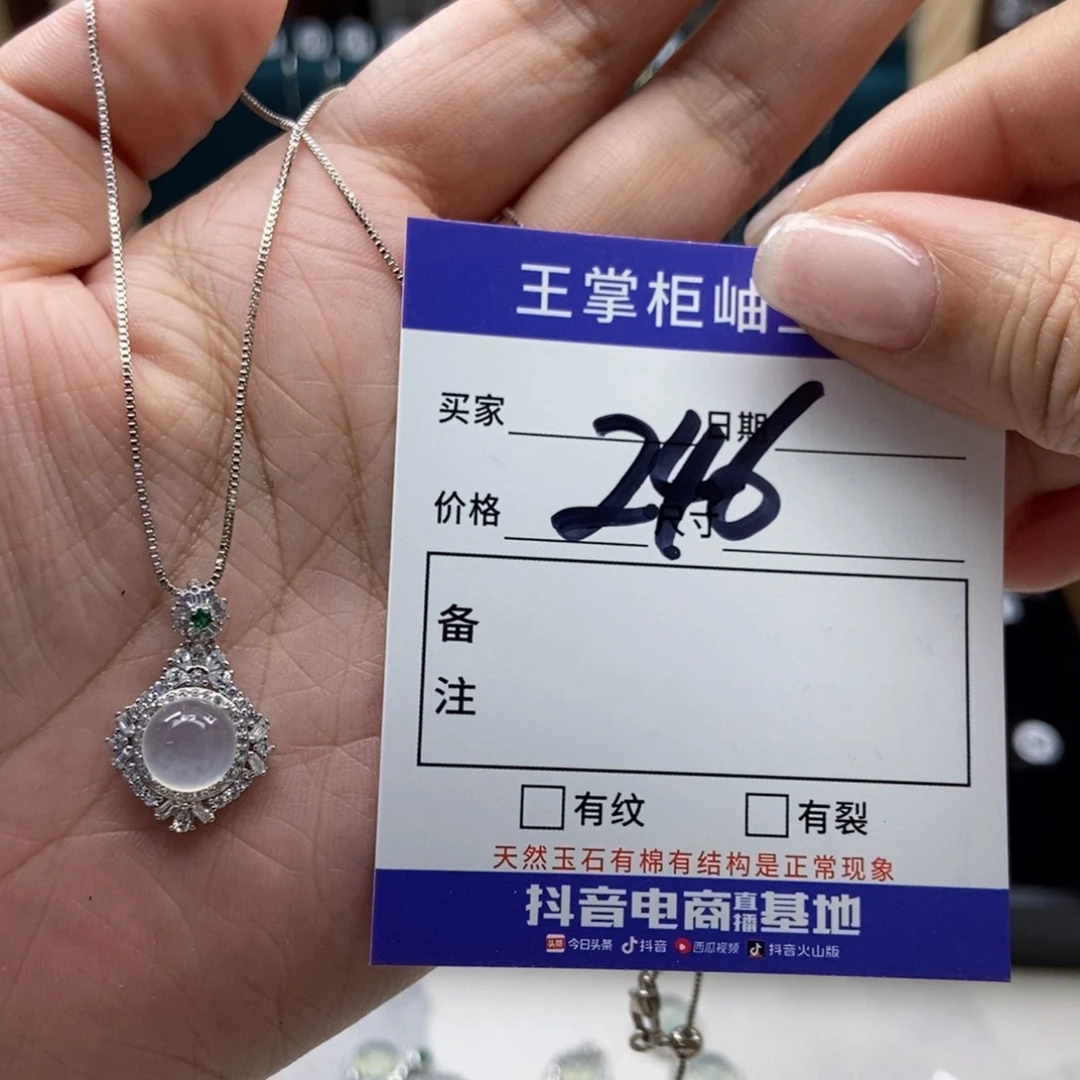 王掌柜岫
买家 日期
246
价格 尺寸
备
注
有纹 有裂
天然玉石有棉有结构是正常现象
抖音电商直播基地
头条 今日头条 抖音 西瓜视频 抖音火山版